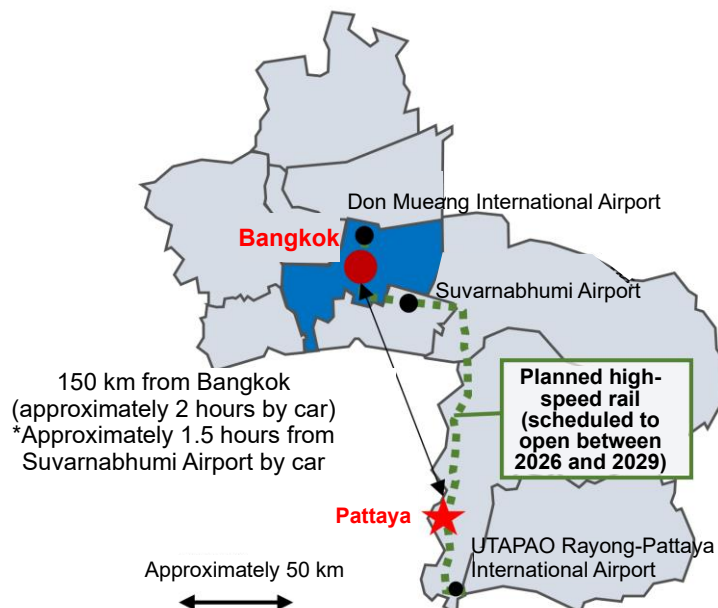 Don Mueang International Airport
Bangkok
Suvarnabhumi Airport
150 km from Bangkok
(approximately 2 hours by car)
*Approximately 1.5 hours from
Suvarnabhumi Airport by car
Planned high-
speed rail
(scheduled to
open between
2026 and 2029)
Pattaya
UTAPAO Rayong-Pattaya
International Airport
Approximately 50 km